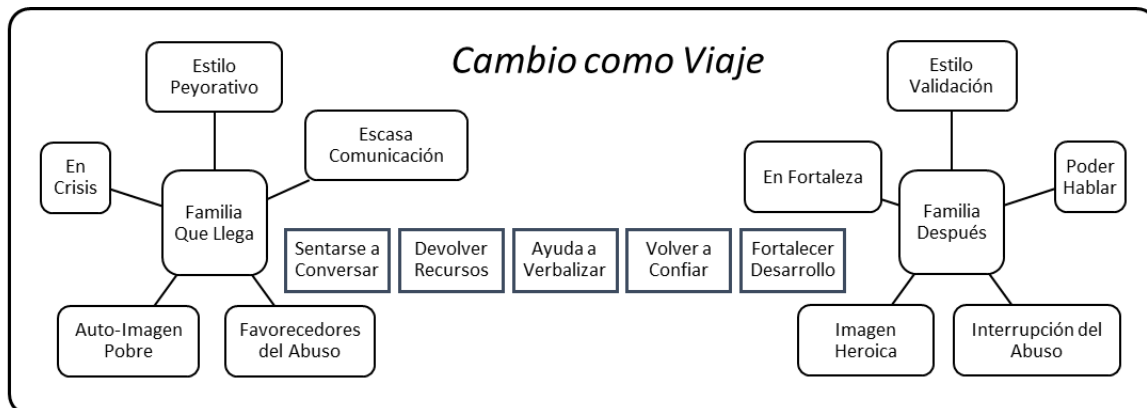 Cambio como Viaje
Estilo
Peyorativo
Escasa
Comunicación
En
Crisis
Familia
Que Llega
Auto-Imagen
Pobre
Favorecedores
del Abuso
Sentarse a
Conversar
Devolver
Recursos
Ayuda a
Verbalizar
Volver a
Confiar
Fortalecer
Desarrollo
Estilo
Validación
En Fortaleza
Poder
Hablar
Familia
Después
Imagen
Heroica
Interrupción del
Abuso